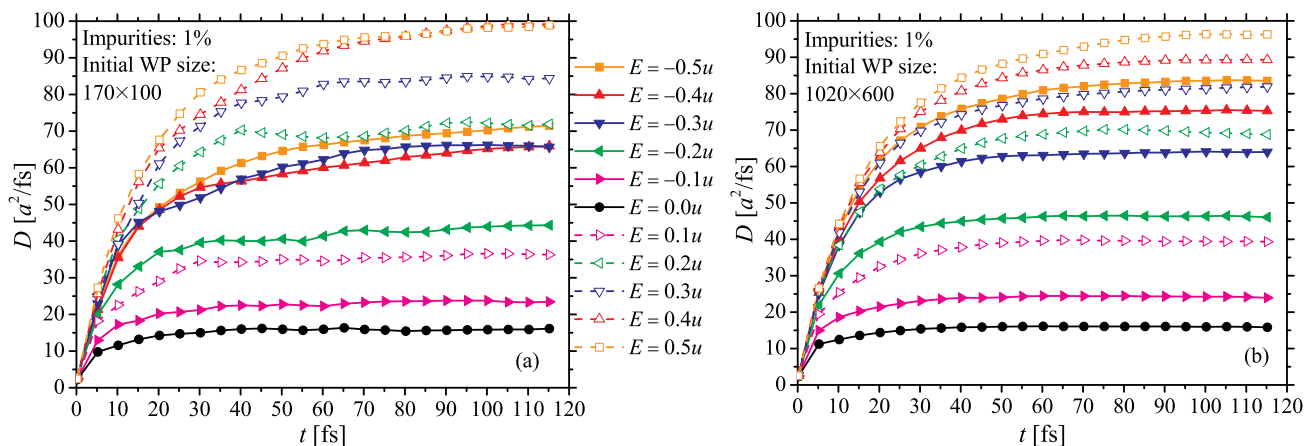 Impurities: 1%
Initial WP size:
170×100
D [a²/fs]
100
90
80
70
60
50
40
30
20
10
0
0 10 20 30 40 50 60 70 80 90 100 110 120
t [fs]
(a)
E = −0.5u
E = −0.4u
E = −0.3u
E = −0.2u
E = −0.1u
E = 0.0u
E = 0.1u
E = 0.2u
E = 0.3u
E = 0.4u
E = 0.5u
Impurities: 1%
Initial WP size:
1020×600
D [a²/fs]
100
90
80
70
60
50
40
30
20
10
0
0 10 20 30 40 50 60 70 80 90 100 110 120
t [fs]
(b)